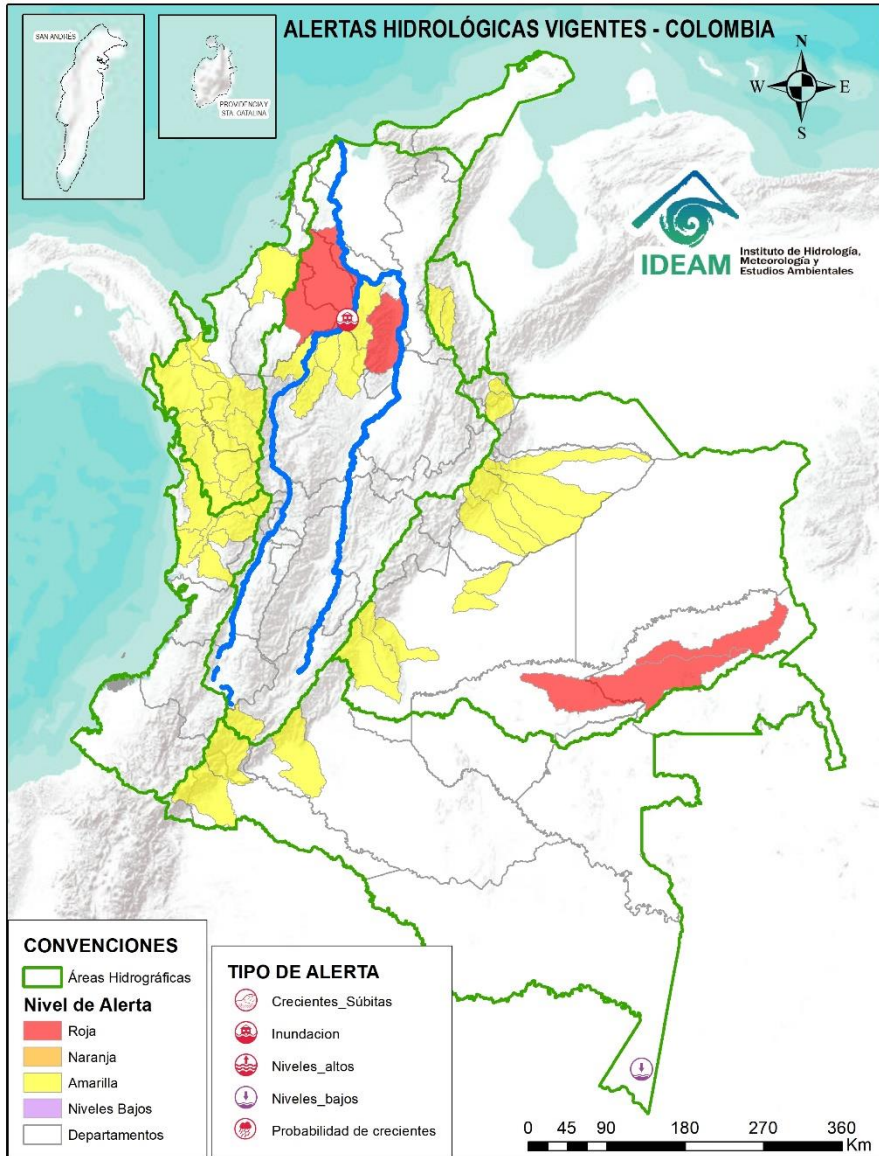 ALERTAS HIDROLÓGICAS VIGENTES - COLOMBIA
SAN ANDRÉS
PROVIDENCIA Y
STA. CATALINA
N
W
E
S
IDEAM
Instituto de Hidrología,
Meteorología y
Estudios Ambientales
CONVENCIONES
Áreas Hidrográficas
Nivel de Alerta
Roja
Naranja
Amarilla
Niveles Bajos
Departamentos
TIPO DE ALERTA
Crecientes_Súbitas
Inundacion
Niveles_altos
Niveles_bajos
Probabilidad de crecientes
0 45 90 180 270 360
Km